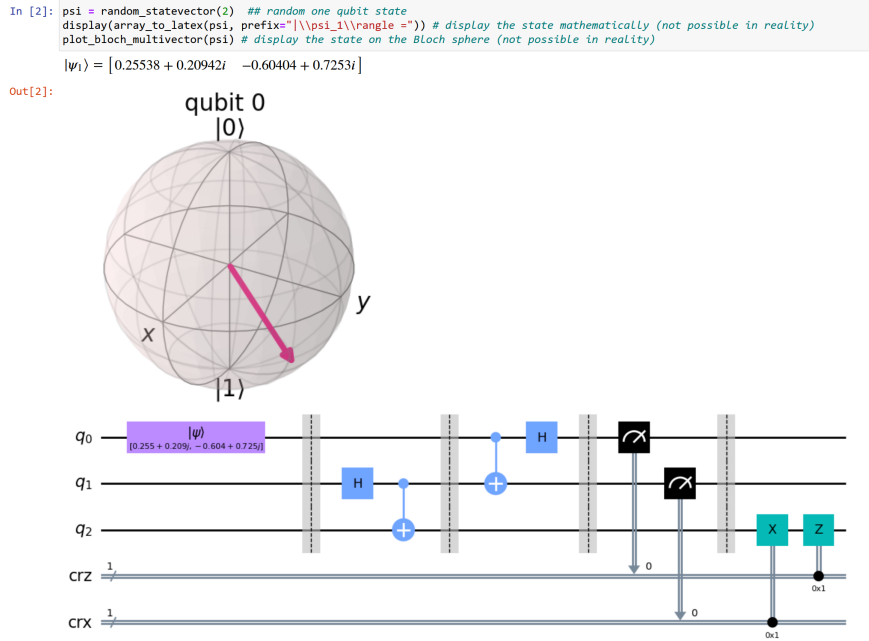 In [2]: psi = random_statevector(2)  ## random one qubit state
display(array_to_latex(psi, prefix="|\\psi_1\\rangle =")) # display the state mathematically (not possible in reality)
plot_bloch_multivector(psi) # display the state on the Bloch sphere (not possible in reality)
|ψ₁⟩ = [0.25538 + 0.20942i   −0.60404 + 0.7253i]
Out[2]:
qubit 0
|0⟩
x
y
|1⟩
|ψ⟩
q₀ [0.255 + 0.209j, −0.604 + 0.725j] H
q₁ H
q₂ X Z
crz 1 0 0x1
crx 1 0 0x1